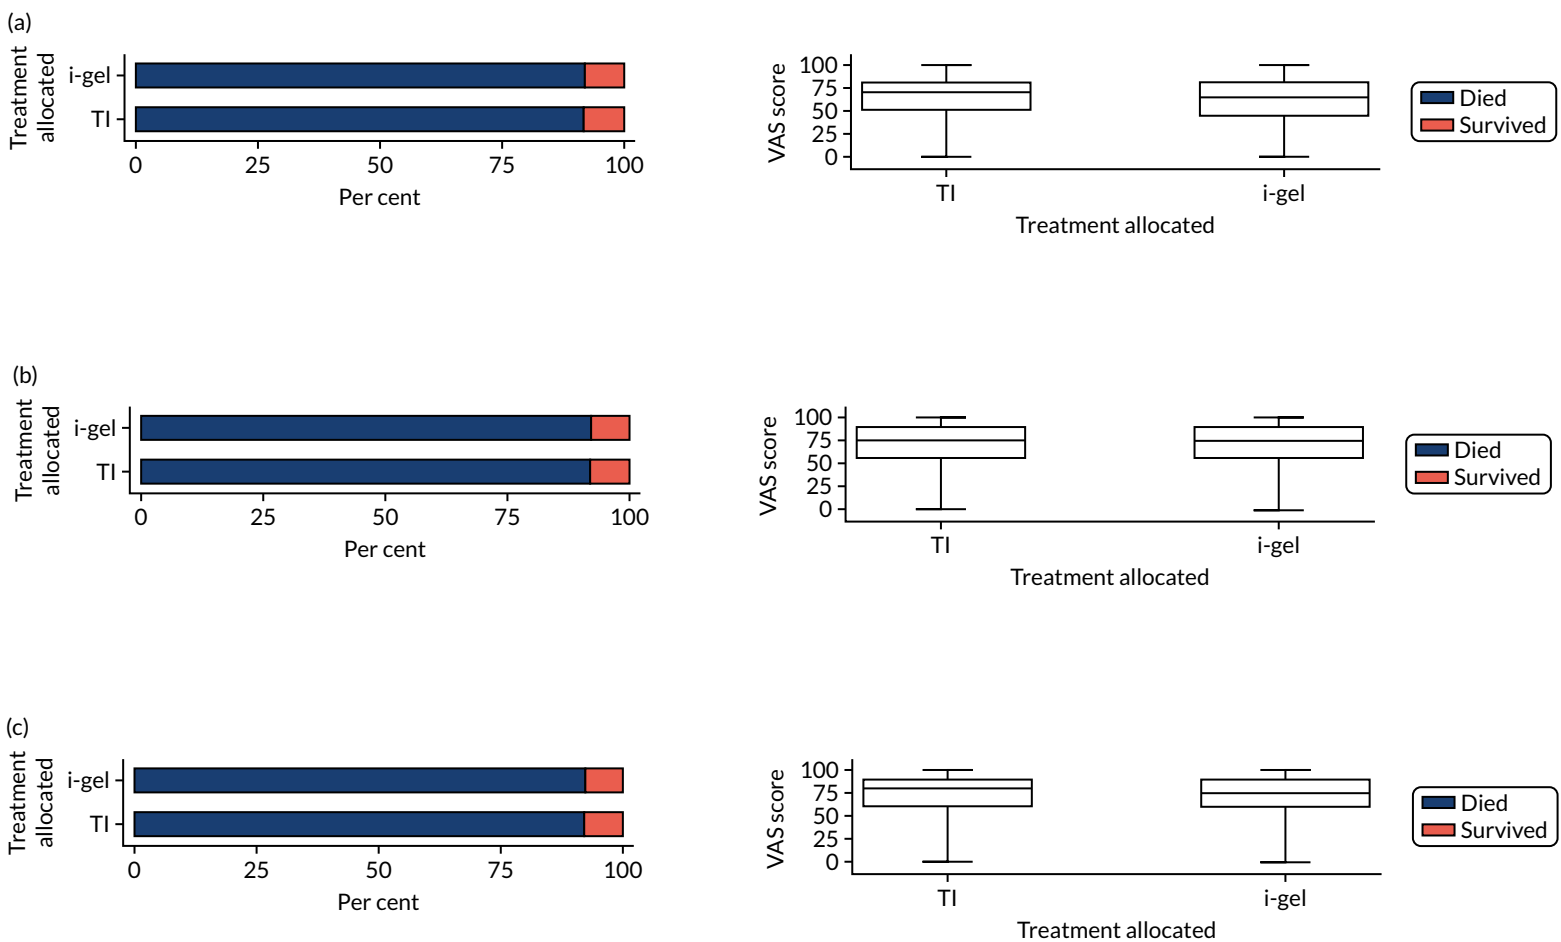 (a)
Treatment
allocated
i-gel
TI
0 25 50 75 100
Per cent
VAS score
100
75
50
25
0
TI i-gel
Treatment allocated
Died
Survived
(b)
Treatment
allocated
i-gel
TI
0 25 50 75 100
Per cent
VAS score
100
75
50
25
0
TI i-gel
Treatment allocated
Died
Survived
(c)
Treatment
allocated
i-gel
TI
0 25 50 75 100
Per cent
VAS score
100
75
50
25
0
TI i-gel
Treatment allocated
Died
Survived